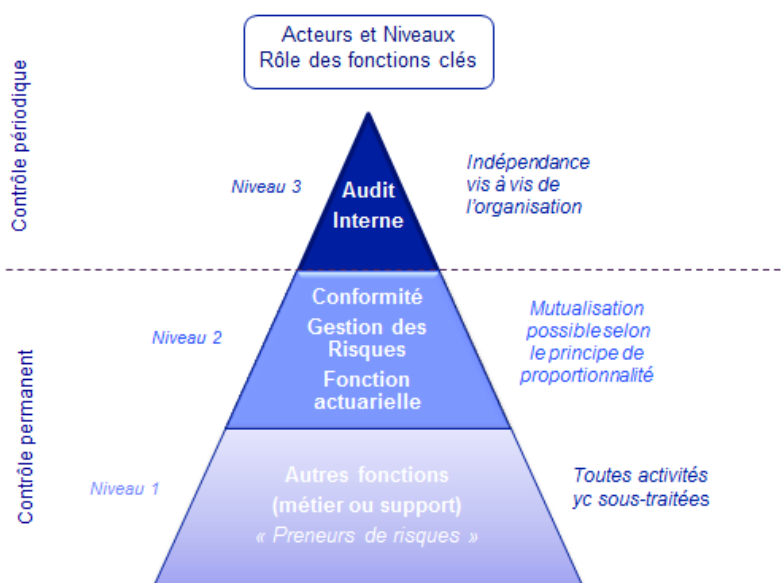 Acteurs et Niveaux
Rôle des fonctions clés
Contrôle périodique
Niveau 3
Audit
Interne
Indépendance
vis à vis de
l'organisation
Contrôle permanent
Niveau 2
Conformité
Gestion des
Risques
Fonction
actuarielle
Mutualisation
possible selon
le principe de
proportionnalité
Niveau 1
Autres fonctions
(métier ou support)
« Preneurs de risques »
Toutes activités
yc sous-traitées